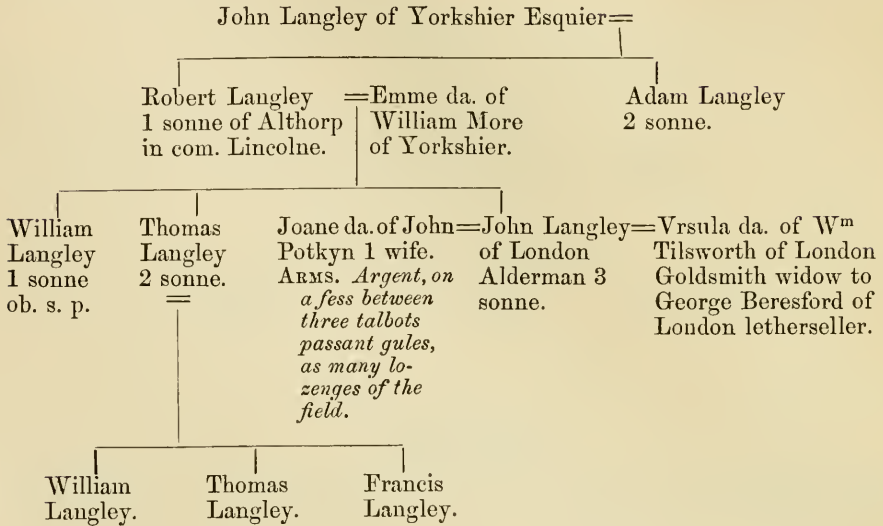 John Langley of Yorkshier Esquier=
Robert Langley
1 sonne of Althorp
in com. Lincolne.
=Emme da. of
William More
of Yorkshier.
Adam Langley
2 sonne.
William
Langley
1 sonne
ob. s. p.
Thomas
Langley
2 sonne.
=
Joane da. of John
Potkyn 1 wife.
ARMS. Argent, on
a fess between
three talbots
passant gules,
as many lo-
zenges of the
field.
=John Langley=
of London
Alderman 3
sonne.
Vrsula da. of Wᵐ
Tilsworth of London
Goldsmith widow to
George Beresford of
London letherseller.
William
Langley.
Thomas
Langley.
Francis
Langley.